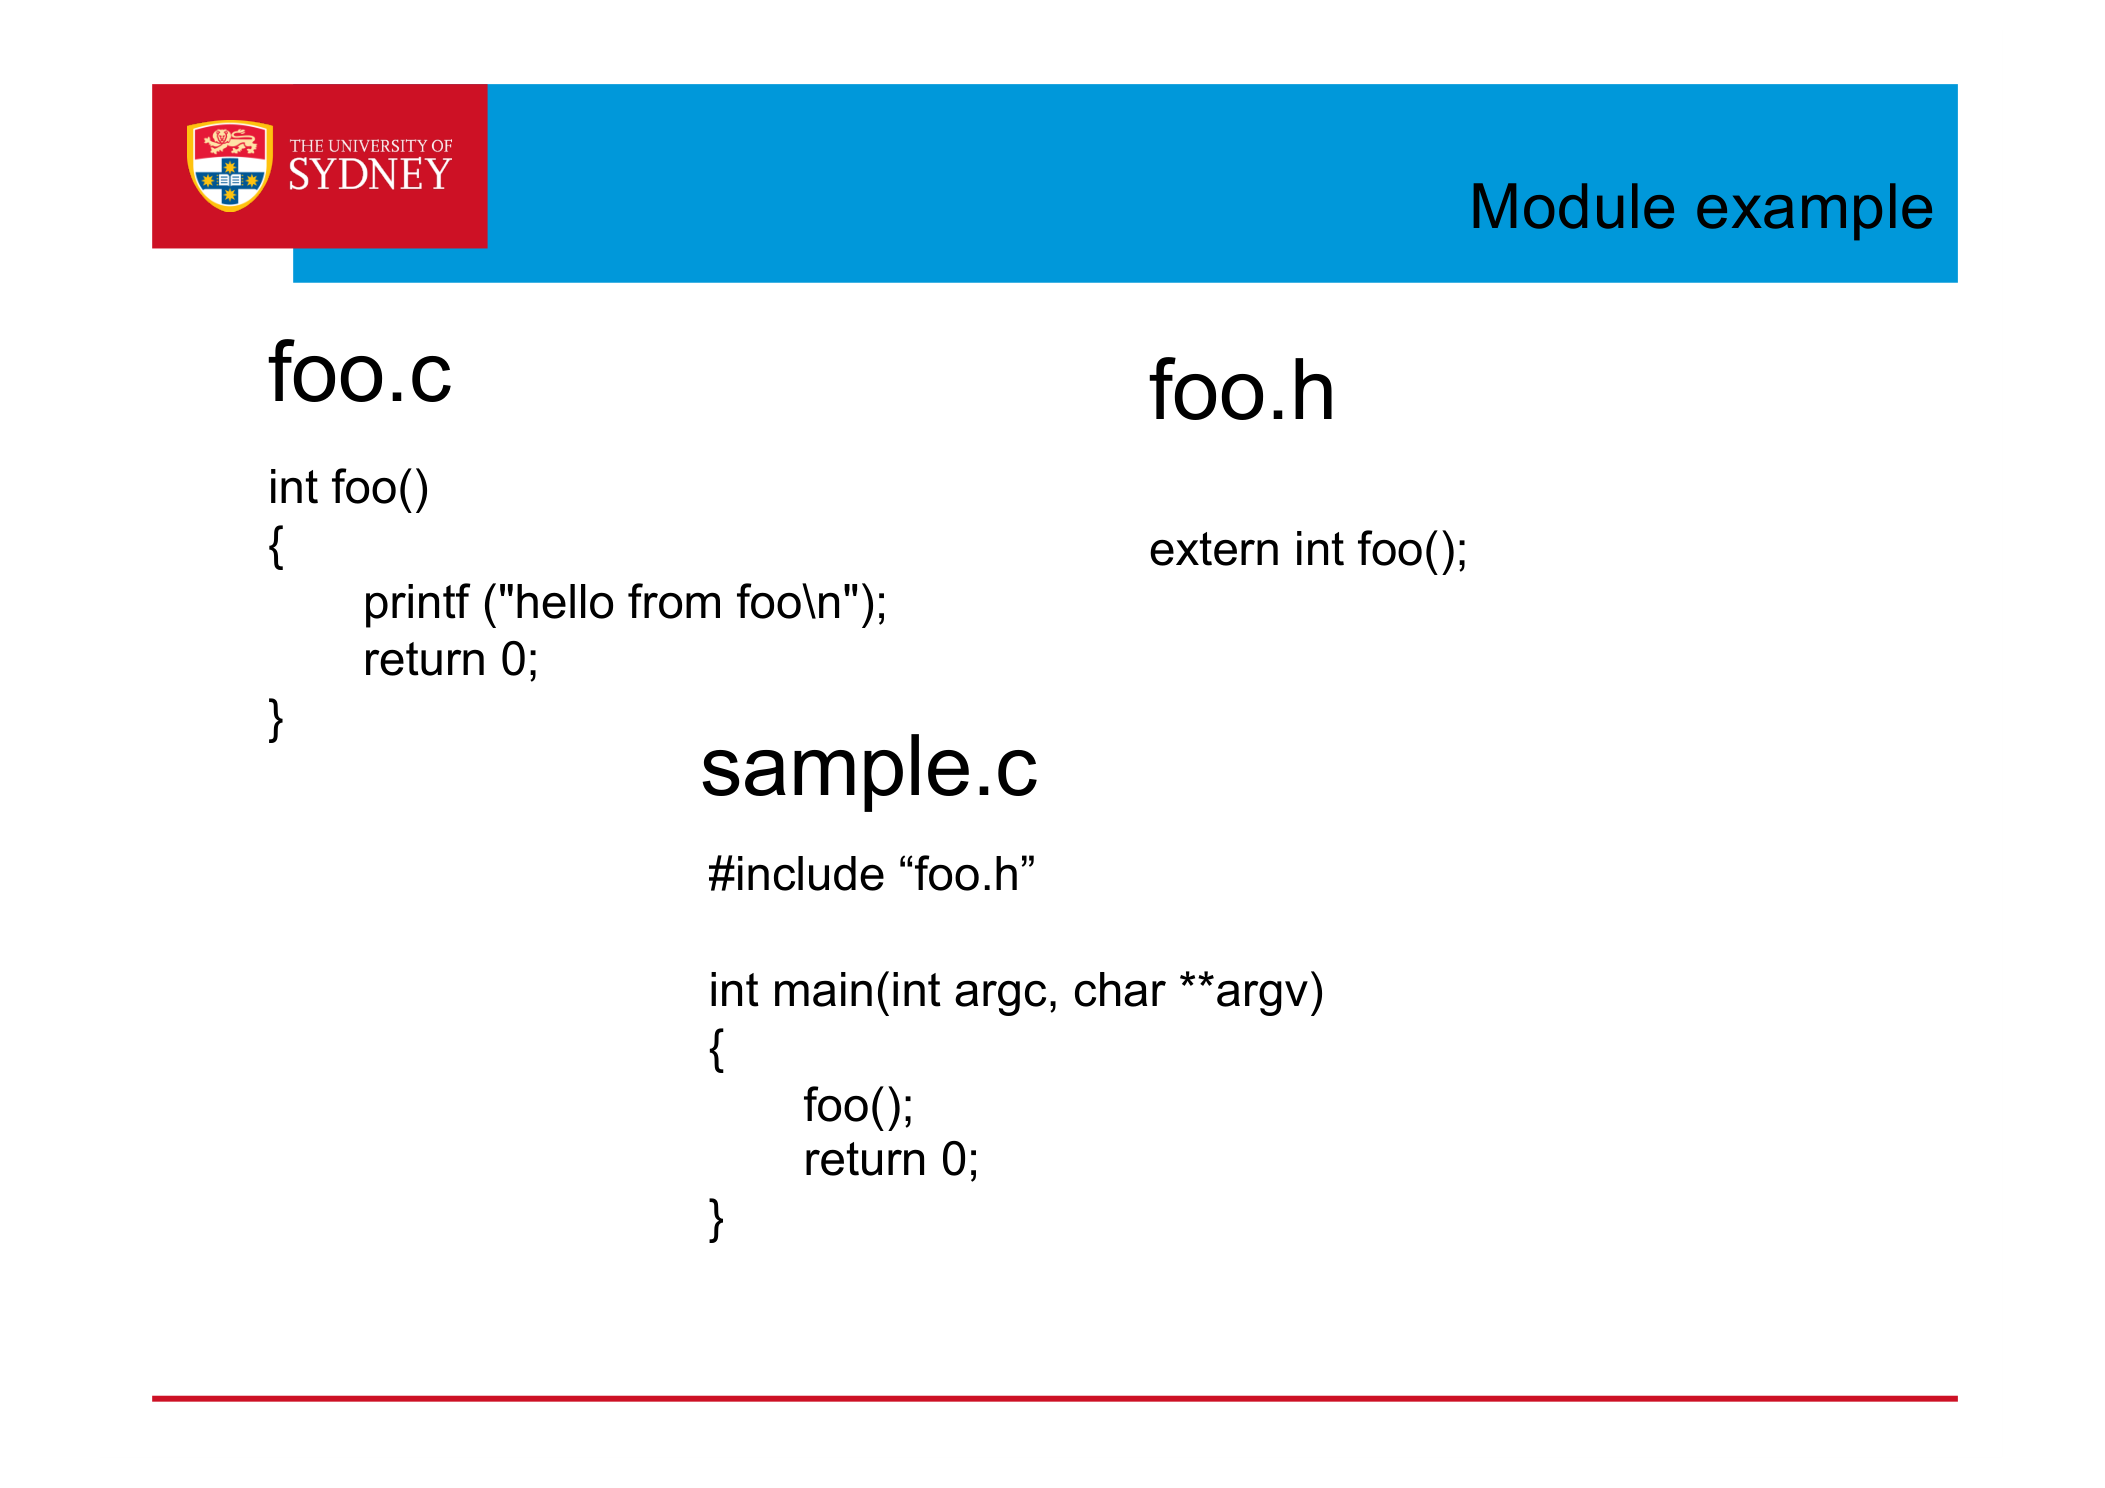 THE UNIVERSITY OF
SYDNEY
Module example
foo.c
int foo()
{
printf ("hello from foo\n");
return 0;
}
foo.h
extern int foo();
sample.c
#include “foo.h”
int main(int argc, char **argv)
{
foo();
return 0;
}